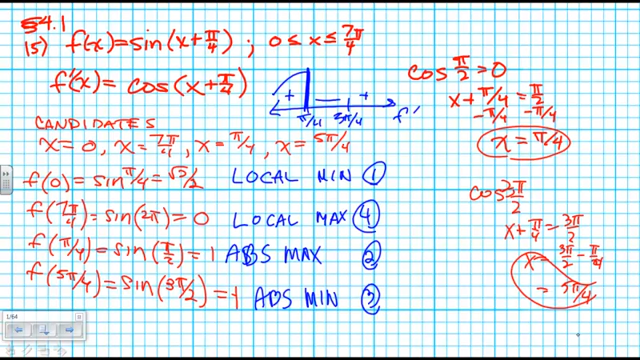 §4.1
15) f(x) = sin(x + π/4) ; 0 ≤ x ≤ 7π/4
f'(x) = cos(x + π/4)
+ — +
π/4 3π/4 f'
CANDIDATES
x = 0, x = 7π/4, x = π/4, x = 5π/4
f(0) = sin π/4 = √2/2 LOCAL MIN ①
f(7π/4) = sin(2π) = 0 LOCAL MAX ④
f(π/4) = sin(π/2) = 1 ABS MAX ②
f(5π/4) = sin(3π/2) = -1 ABS MIN ③
cos π/2 = 0
x + π/4 = π/2
-π/4 -π/4
x = π/4
cos 3π/2
x + π/4 = 3π/2
x = 3π/2 - π/4
= 5π/4
1/64